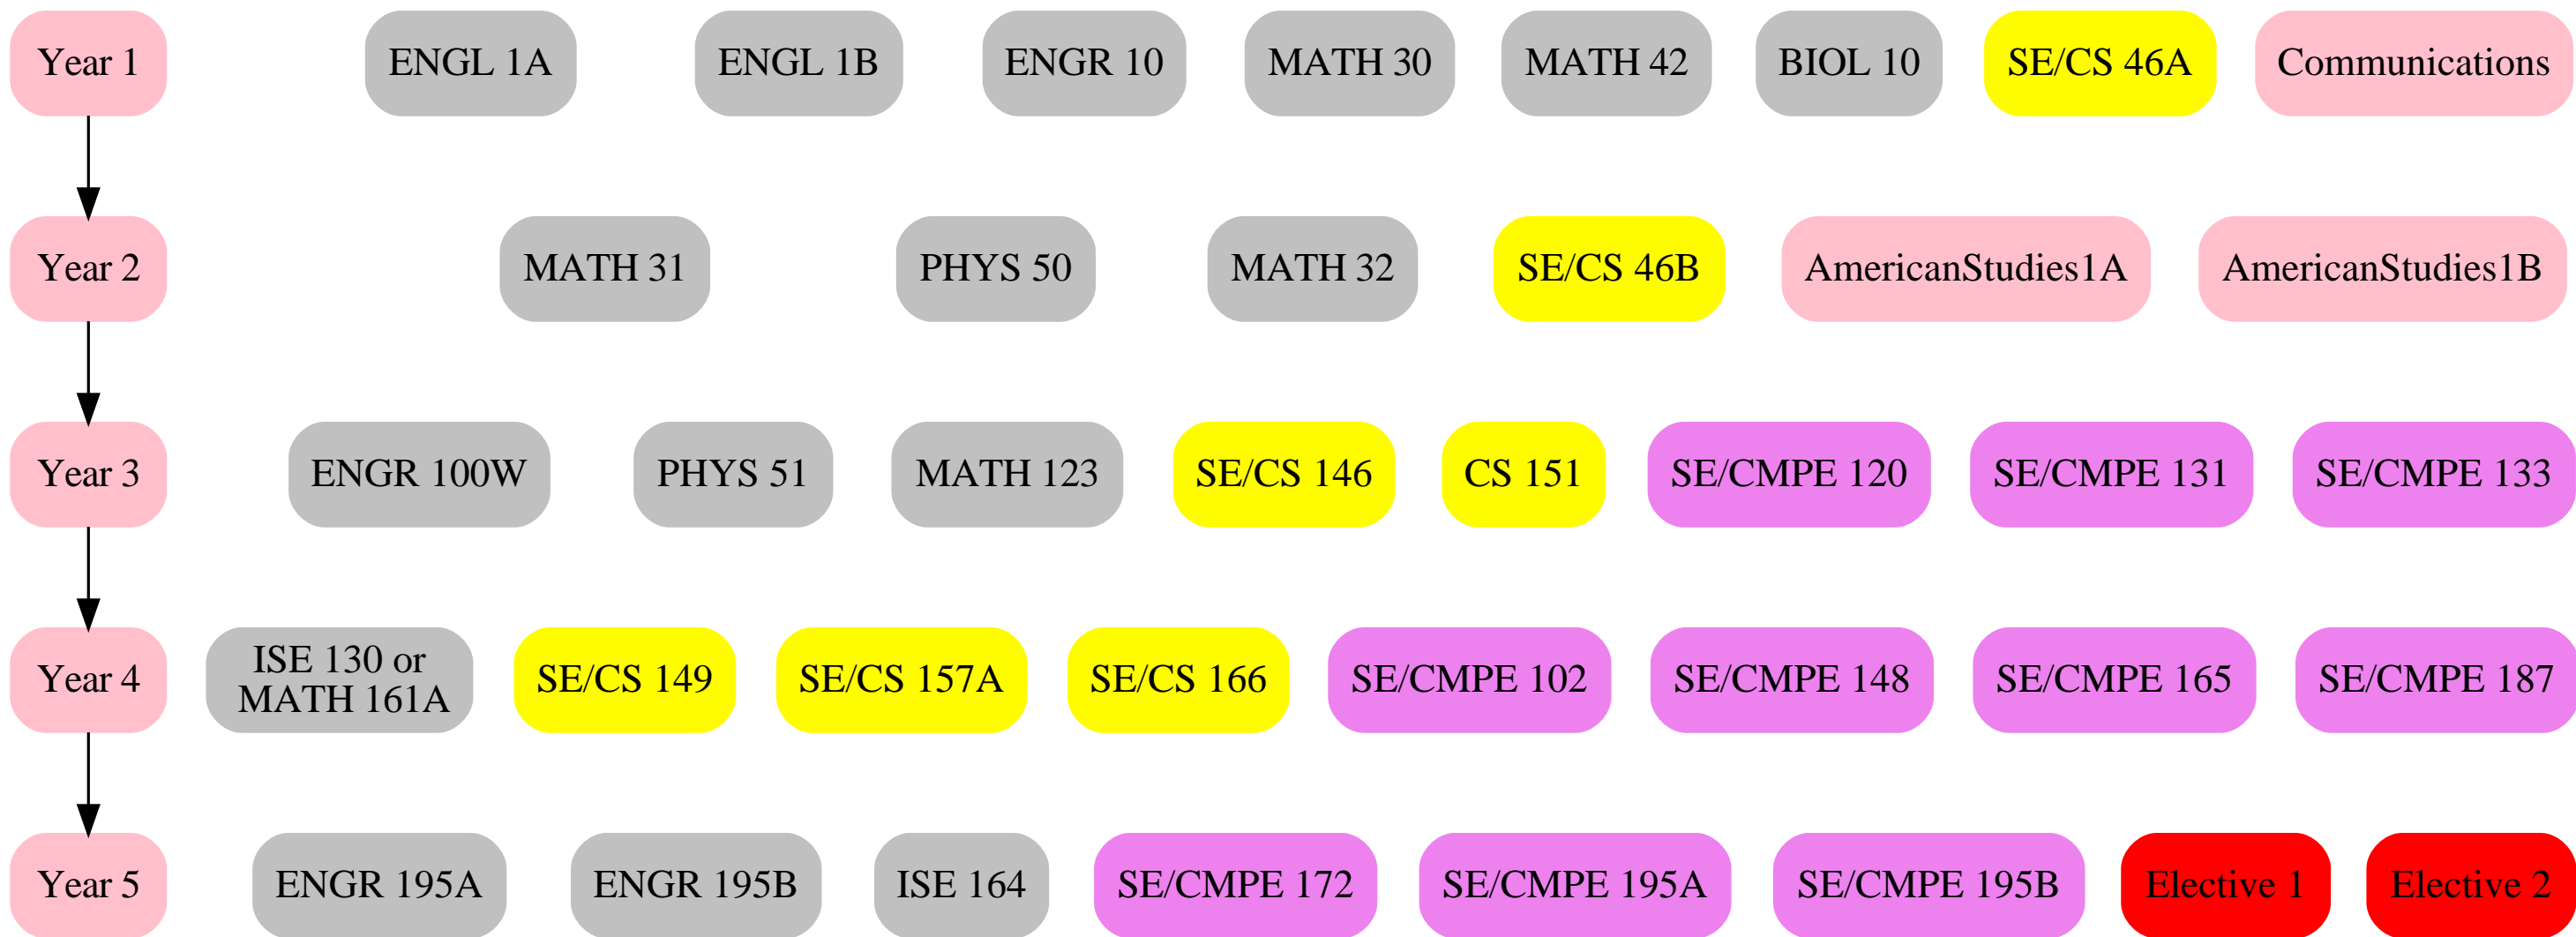 Year 1
ENGL 1A
ENGL 1B
ENGR 10
MATH 30
MATH 42
BIOL 10
SE/CS 46A
Communications
Year 2
MATH 31
PHYS 50
MATH 32
SE/CS 46B
AmericanStudies1A
AmericanStudies1B
Year 3
ENGR 100W
PHYS 51
MATH 123
SE/CS 146
CS 151
SE/CMPE 120
SE/CMPE 131
SE/CMPE 133
Year 4
ISE 130 or
MATH 161A
SE/CS 149
SE/CS 157A
SE/CS 166
SE/CMPE 102
SE/CMPE 148
SE/CMPE 165
SE/CMPE 187
Year 5
ENGR 195A
ENGR 195B
ISE 164
SE/CMPE 172
SE/CMPE 195A
SE/CMPE 195B
Elective 1
Elective 2